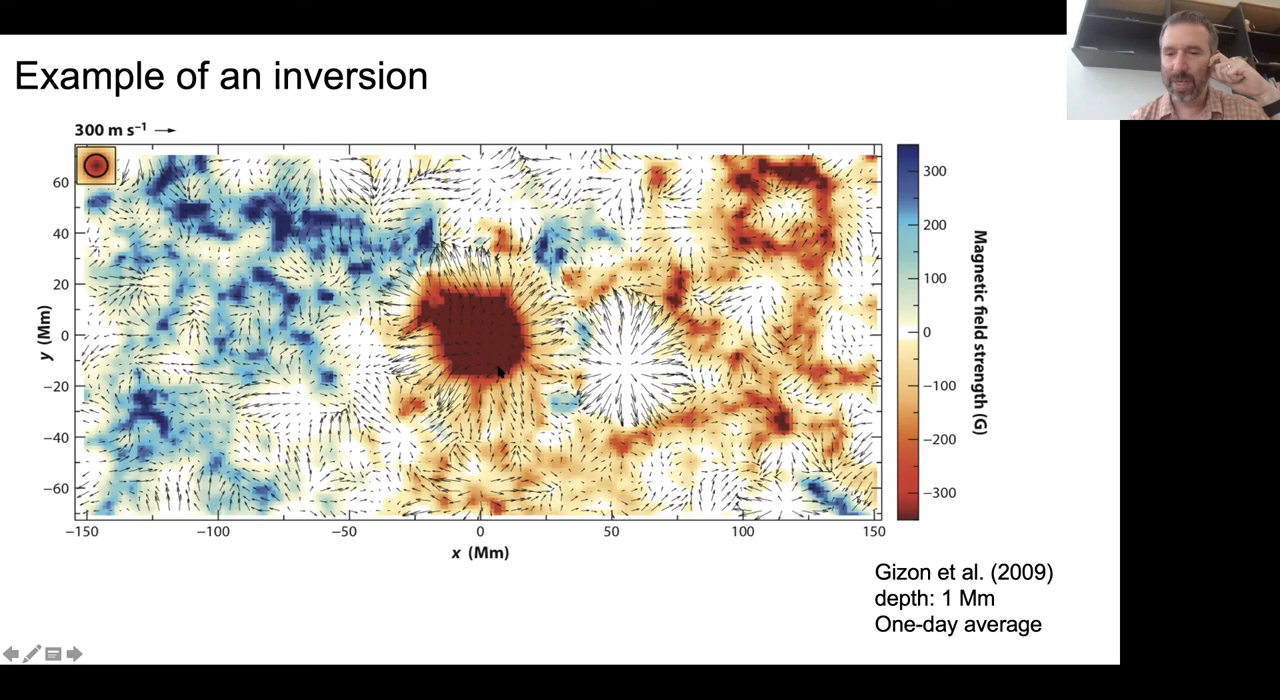 Example of an inversion
300 m s⁻¹ →
60
40
20
0
−20
−40
−60
y (Mm)
−150
−100
−50
0
50
100
150
x (Mm)
300
200
100
0
−100
−200
−300
Magnetic field strength (G)
Gizon et al. (2009)
depth: 1 Mm
One-day average